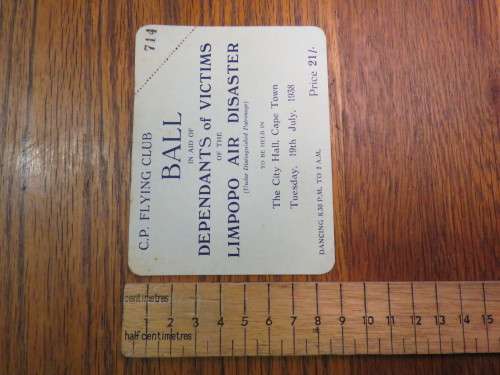 714
C.P. FLYING CLUB
BALL
IN AID OF
DEPENDANTS of VICTIMS
OF THE
LIMPOPO AIR DISASTER
(Under Distinguished Patronage)
TO BE HELD IN
The City Hall, Cape Town
Tuesday, 19th July, 1938
Price 21/-
DANCING 8.30 P.M. TO 2 A.M.
centimetres
1 2 3 4 5 6 7 8 9 10 11 12 13 14 15
half centimetres